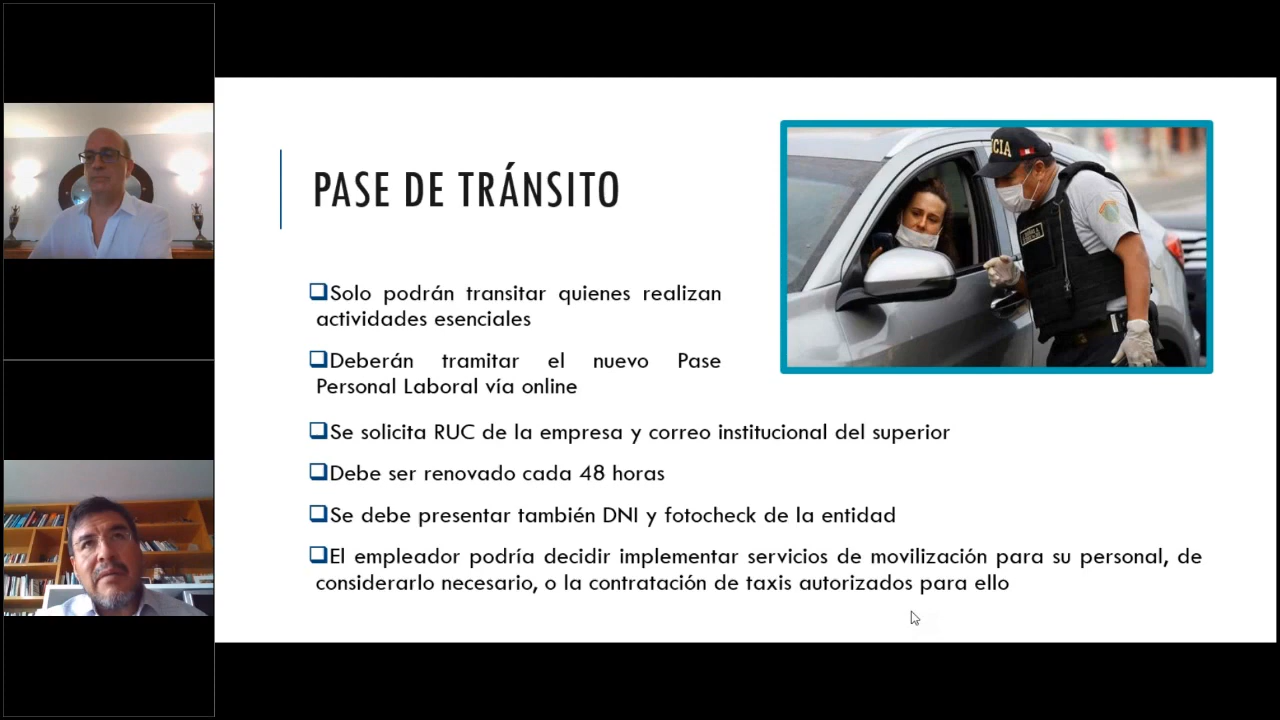 PASE DE TRÁNSITO
CIA
Solo podrán transitar quienes realizan
actividades esenciales
Deberán tramitar el nuevo Pase
Personal Laboral vía online
Se solicita RUC de la empresa y correo institucional del superior
Debe ser renovado cada 48 horas
Se debe presentar también DNI y fotocheck de la entidad
El empleador podría decidir implementar servicios de movilización para su personal, de
considerarlo necesario, o la contratación de taxis autorizados para ello